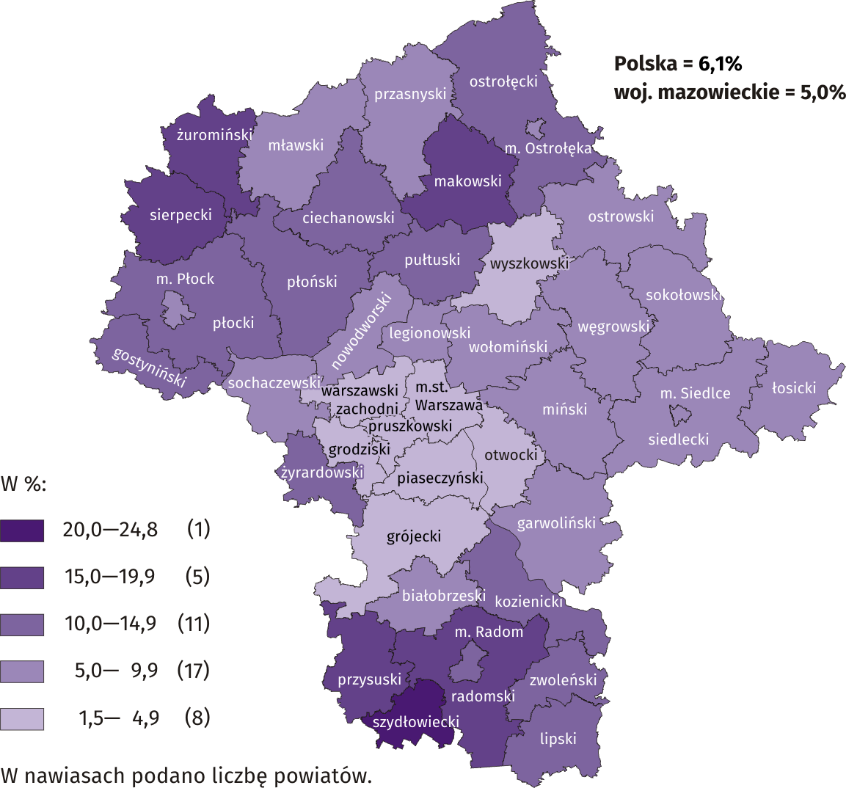 Polska = 6,1%
woj. mazowieckie = 5,0%
ostrołęcki
przasnyski
żuromiński
mławski
m. Ostrołęka
makowski
sierpecki
ciechanowski
ostrowski
pułtuski
wyszkowski
m. Płock
płoński
sokołowski
płocki
nowodworski
legionowski
węgrowski
wołomiński
gostyniński
sochaczewski
warszawski
zachodni
m.st.
Warszawa
miński
m. Siedlce
łosicki
pruszkowski
siedlecki
grodziski
otwocki
żyrardowski
piaseczyński
garwoliński
grójecki
białobrzeski
kozienicki
m. Radom
przysuski
radomski
zwoleński
szydłowiecki
lipski
W %:
20,0—24,8 (1)
15,0—19,9 (5)
10,0—14,9 (11)
5,0— 9,9 (17)
1,5— 4,9 (8)
W nawiasach podano liczbę powiatów.